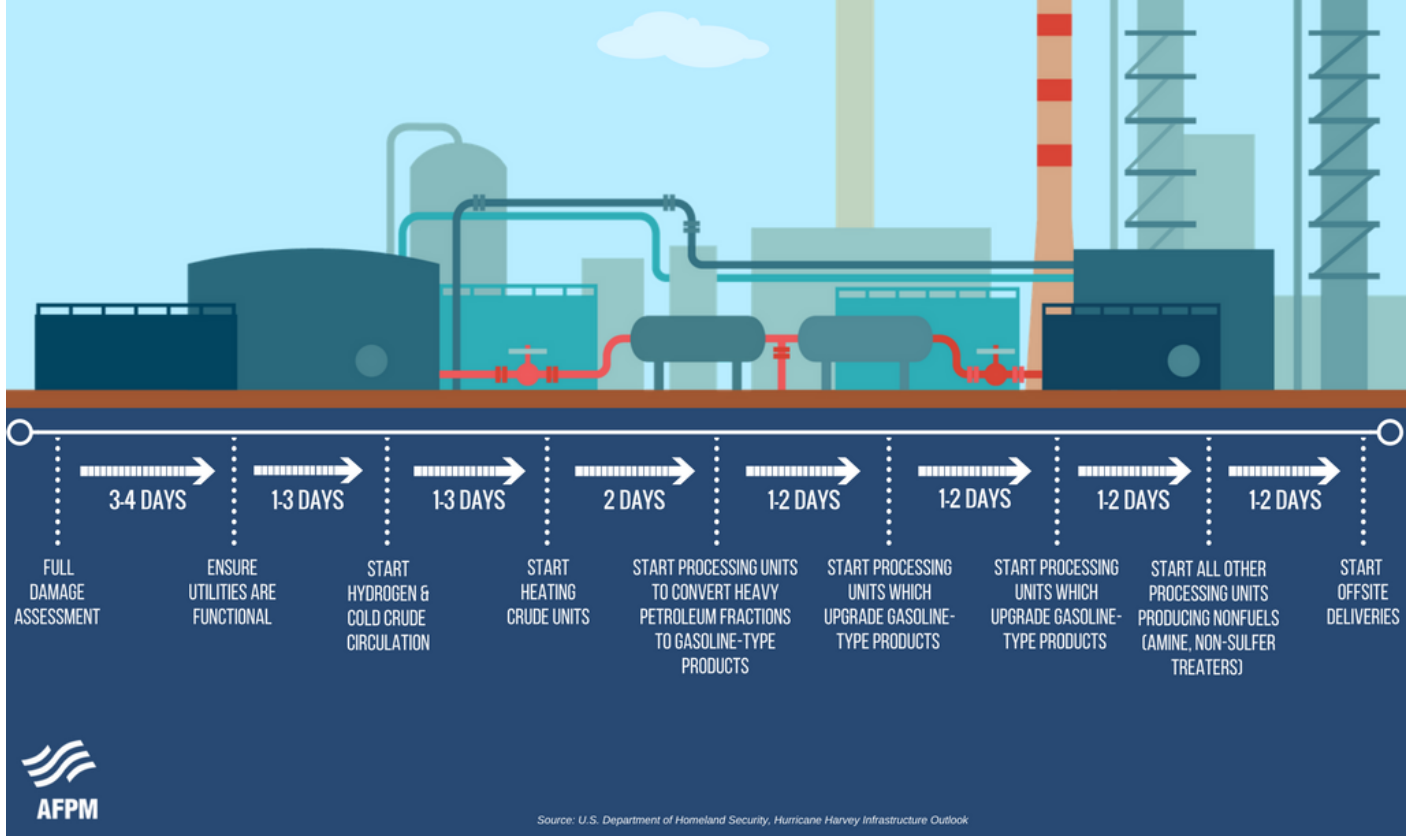 3-4 DAYS
1-3 DAYS
1-3 DAYS
2 DAYS
1-2 DAYS
1-2 DAYS
1-2 DAYS
1-2 DAYS
FULL
DAMAGE
ASSESSMENT
ENSURE
UTILITIES ARE
FUNCTIONAL
START
HYDROGEN &
COLD CRUDE
CIRCULATION
START
HEATING
CRUDE UNITS
START PROCESSING UNITS
TO CONVERT HEAVY
PETROLEUM FRACTIONS
TO GASOLINE-TYPE
PRODUCTS
START PROCESSING
UNITS WHICH
UPGRADE GASOLINE-
TYPE PRODUCTS
START PROCESSING
UNITS WHICH
UPGRADE GASOLINE-
TYPE PRODUCTS
START ALL OTHER
PROCESSING UNITS
PRODUCING NONFUELS
(AMINE, NON-SULFER
TREATERS)
START
OFFSITE
DELIVERIES
AFPM
Source: U.S. Department of Homeland Security, Hurricane Harvey Infrastructure Outlook